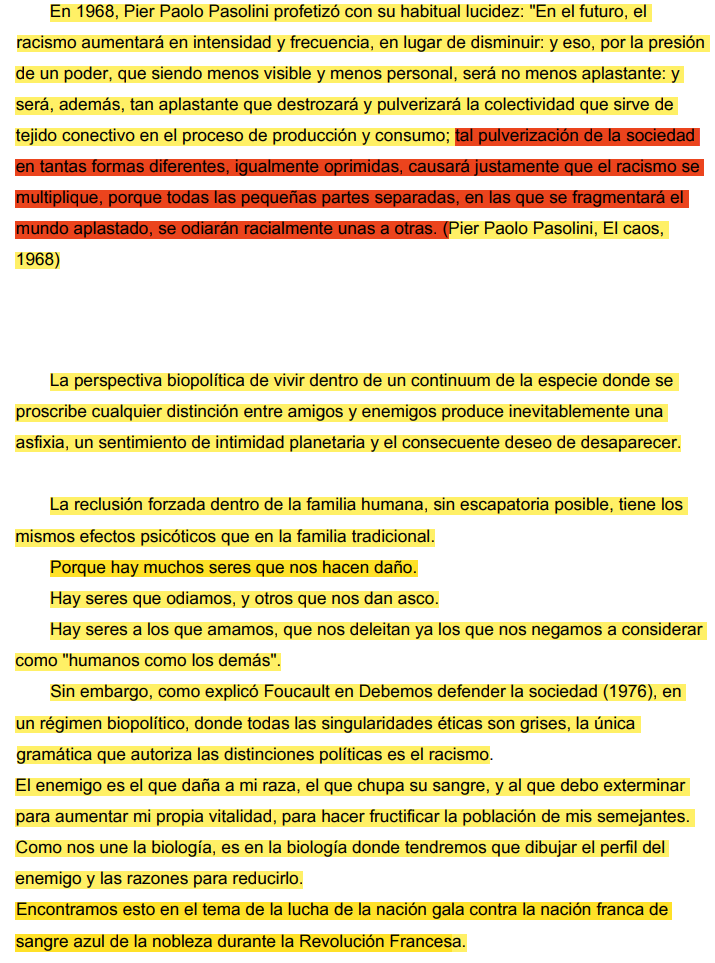 En 1968, Pier Paolo Pasolini profetizó con su habitual lucidez: "En el futuro, el
racismo aumentará en intensidad y frecuencia, en lugar de disminuir: y eso, por la presión
de un poder, que siendo menos visible y menos personal, será no menos aplastante: y
será, además, tan aplastante que destrozará y pulverizará la colectividad que sirve de
tejido conectivo en el proceso de producción y consumo; tal pulverización de la sociedad
en tantas formas diferentes, igualmente oprimidas, causará justamente que el racismo se
multiplique, porque todas las pequeñas partes separadas, en las que se fragmentará el
mundo aplastado, se odiarán racialmente unas a otras. (Pier Paolo Pasolini, El caos,
1968)
La perspectiva biopolítica de vivir dentro de un continuum de la especie donde se
proscribe cualquier distinción entre amigos y enemigos produce inevitablemente una
asfixia, un sentimiento de intimidad planetaria y el consecuente deseo de desaparecer.
La reclusión forzada dentro de la familia humana, sin escapatoria posible, tiene los
mismos efectos psicóticos que en la familia tradicional.
Porque hay muchos seres que nos hacen daño.
Hay seres que odiamos, y otros que nos dan asco.
Hay seres a los que amamos, que nos deleitan ya los que nos negamos a considerar
como "humanos como los demás".
Sin embargo, como explicó Foucault en Debemos defender la sociedad (1976), en
un régimen biopolítico, donde todas las singularidades éticas son grises, la única
gramática que autoriza las distinciones políticas es el racismo.
El enemigo es el que daña a mi raza, el que chupa su sangre, y al que debo exterminar
para aumentar mi propia vitalidad, para hacer fructificar la población de mis semejantes.
Como nos une la biología, es en la biología donde tendremos que dibujar el perfil del
enemigo y las razones para reducirlo.
Encontramos esto en el tema de la lucha de la nación gala contra la nación franca de
sangre azul de la nobleza durante la Revolución Francesa.